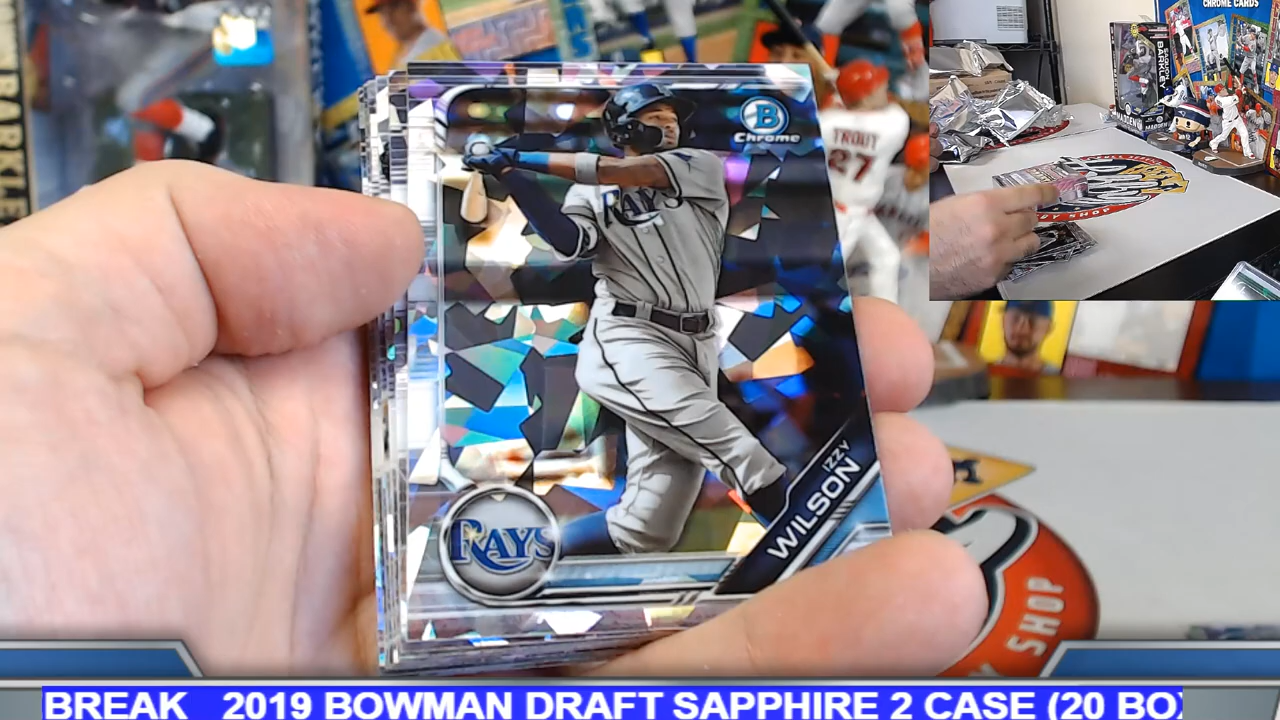 CHROME CARDS
BARKLEY
BARKLE
B
Chrome
TROUT
27
RAYS
IZZY
WILSON
RAYS
SHOP
BREAK 2019 BOWMAN DRAFT SAPPHIRE 2 CASE (20 BO